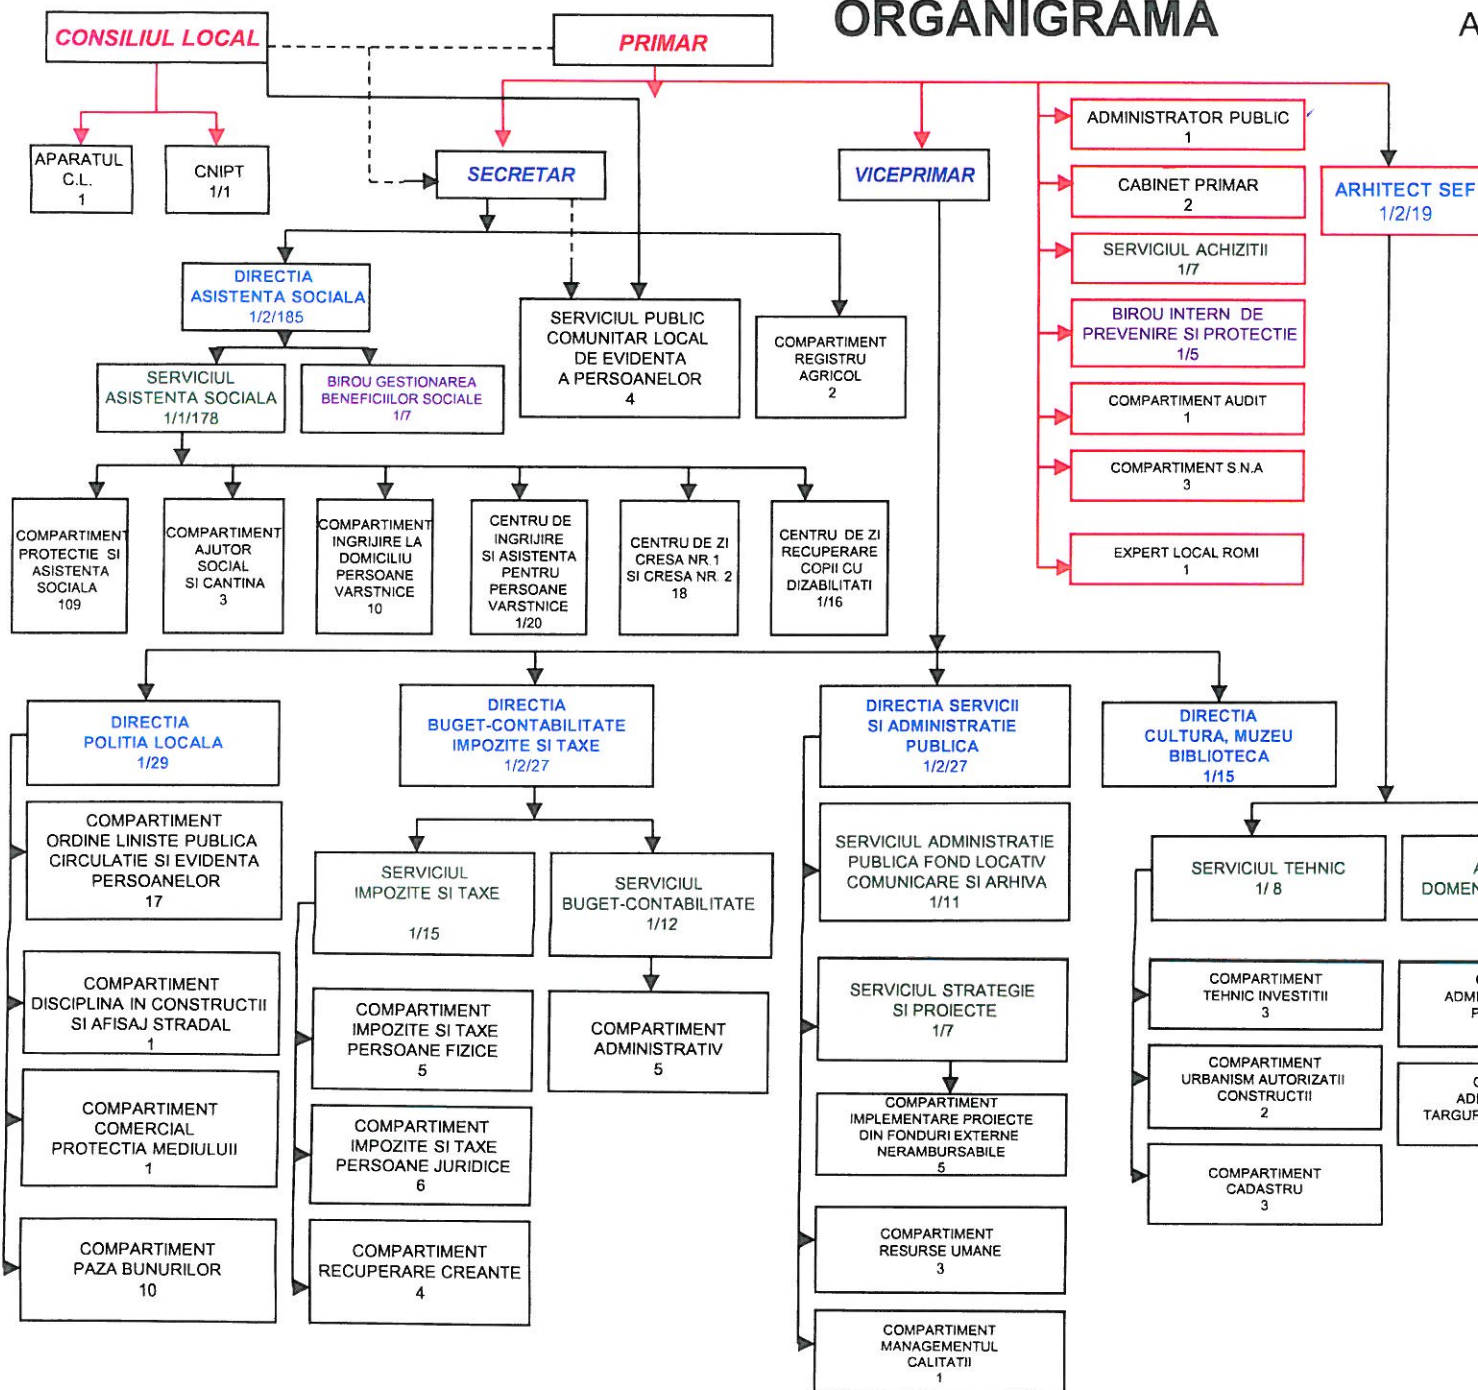 ORGANIGRAMA
A
CONSILIUL LOCAL
PRIMAR
APARATUL
C.L.
1
CNIPT
1/1
SECRETAR
VICEPRIMAR
ADMINISTRATOR PUBLIC
1
CABINET PRIMAR
2
SERVICIUL ACHIZITII
1/7
BIROU INTERN DE
PREVENIRE SI PROTECTIE
1/5
COMPARTIMENT AUDIT
1
COMPARTIMENT S.N.A
3
EXPERT LOCAL ROMI
1
ARHITECT SEF
1/2/19
DIRECTIA
ASISTENTA SOCIALA
1/2/185
SERVICIUL PUBLIC
COMUNITAR LOCAL
DE EVIDENTA
A PERSOANELOR
4
COMPARTIMENT
REGISTRU
AGRICOL
2
SERVICIUL
ASISTENTA SOCIALA
1/1/178
BIROU GESTIONAREA
BENEFICIILOR SOCIALE
1/7
COMPARTIMENT
PROTECTIE SI
ASISTENTA
SOCIALA
109
COMPARTIMENT
AJUTOR
SOCIAL
SI CANTINA
3
COMPARTIMENT
INGRIJIRE LA
DOMICILIU
PERSOANE
VARSTNICE
10
CENTRU DE
INGRIJIRE
SI ASISTENTA
PENTRU
PERSOANE
VARSTNICE
1/20
CENTRU DE ZI
CRESA NR.1
SI CRESA NR. 2
18
CENTRU DE ZI
RECUPERARE
COPII CU
DIZABILITATI
1/16
DIRECTIA
POLITIA LOCALA
1/29
COMPARTIMENT
ORDINE LINISTE PUBLICA
CIRCULATIE SI EVIDENTA
PERSOANELOR
17
COMPARTIMENT
DISCIPLINA IN CONSTRUCTII
SI AFISAJ STRADAL
1
COMPARTIMENT
COMERCIAL
PROTECTIA MEDIULUII
1
COMPARTIMENT
PAZA BUNURILOR
10
DIRECTIA
BUGET-CONTABILITATE
IMPOZITE SI TAXE
1/2/27
SERVICIUL
IMPOZITE SI TAXE
1/15
COMPARTIMENT
IMPOZITE SI TAXE
PERSOANE FIZICE
5
COMPARTIMENT
IMPOZITE SI TAXE
PERSOANE JURIDICE
6
COMPARTIMENT
RECUPERARE CREANTE
4
SERVICIUL
BUGET-CONTABILITATE
1/12
COMPARTIMENT
ADMINISTRATIV
5
DIRECTIA SERVICII
SI ADMINISTRATIE
PUBLICA
1/2/27
SERVICIUL ADMINISTRATIE
PUBLICA FOND LOCATIV
COMUNICARE SI ARHIVA
1/11
SERVICIUL STRATEGIE
SI PROIECTE
1/7
COMPARTIMENT
IMPLEMENTARE PROIECTE
DIN FONDURI EXTERNE
NERAMBURSABILE
5
COMPARTIMENT
RESURSE UMANE
3
COMPARTIMENT
MANAGEMENTUL
CALITATII
1
DIRECTIA
CULTURA, MUZEU
BIBLIOTECA
1/15
SERVICIUL TEHNIC
1/ 8
COMPARTIMENT
TEHNIC INVESTITII
3
COMPARTIMENT
URBANISM AUTORIZATII
CONSTRUCTII
2
COMPARTIMENT
CADASTRU
3
DOMEN
ADMI
P
TARGUR